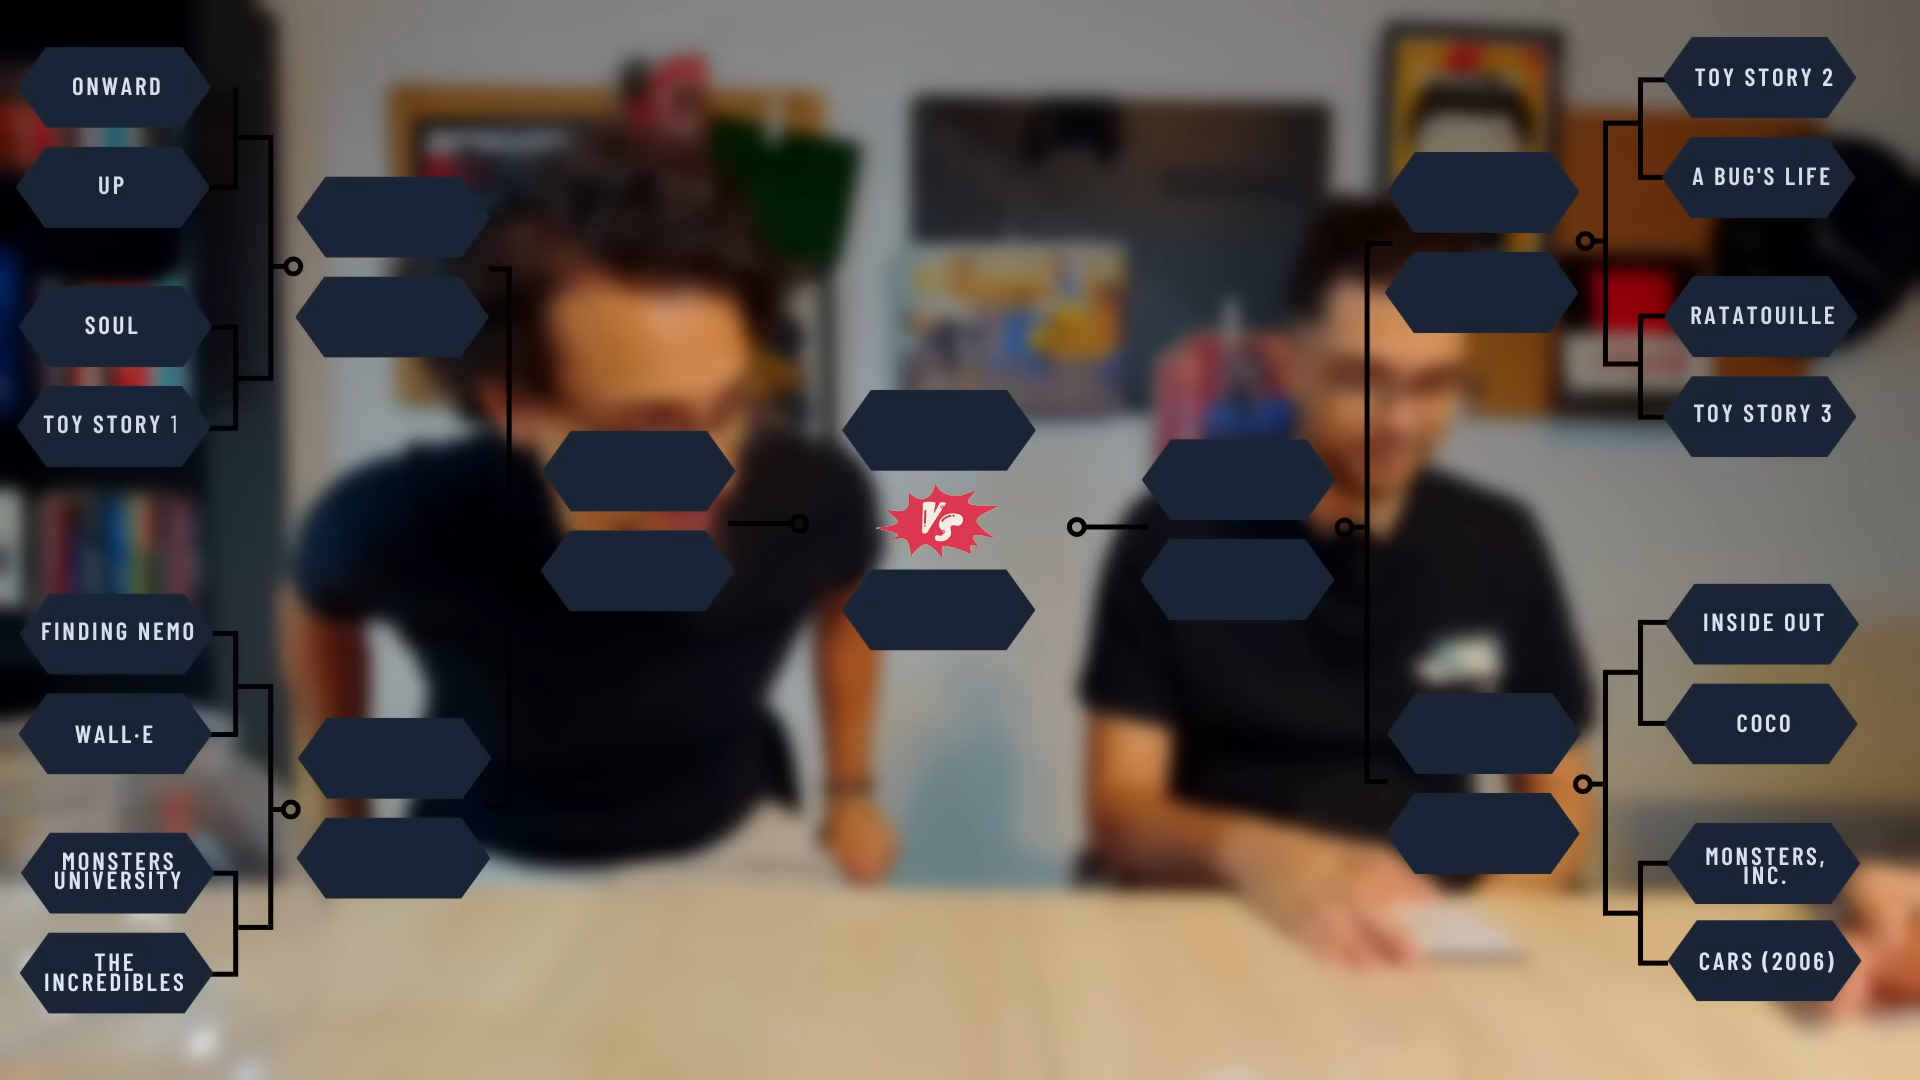 ONWARD
UP
SOUL
TOY STORY 1
FINDING NEMO
WALL·E
MONSTERS
UNIVERSITY
THE
INCREDIBLES
VS
TOY STORY 2
A BUG'S LIFE
RATATOUILLE
TOY STORY 3
INSIDE OUT
COCO
MONSTERS,
INC.
CARS (2006)